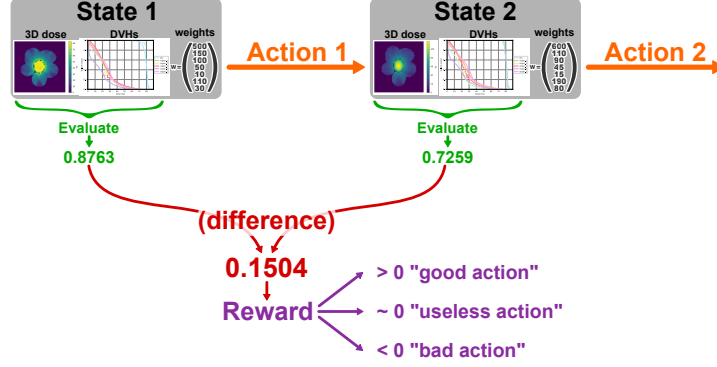 State 1
3D dose DVHs weights
w=
500
150
100
50
10
110
30
Action 1
State 2
3D dose DVHs weights
w=
600
110
90
45
15
190
80
Action 2
Evaluate
0.8763
Evaluate
0.7259
(difference)
0.1504
Reward
> 0 "good action"
~ 0 "useless action"
< 0 "bad action"